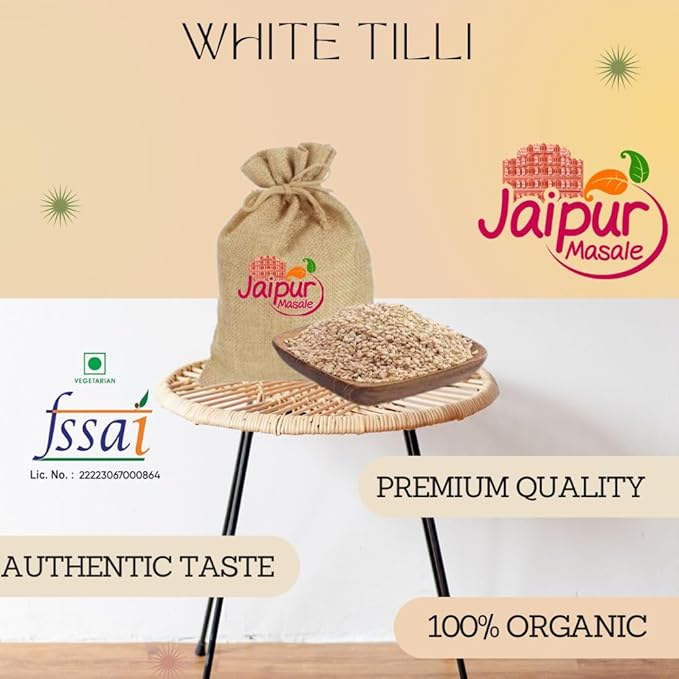 WHITE TILLI
Jaipur
Masale
Jaipur
Masale
VEGETARIAN
fssai
Lic. No. : 22223067000864
PREMIUM QUALITY
AUTHENTIC TASTE
100% ORGANIC